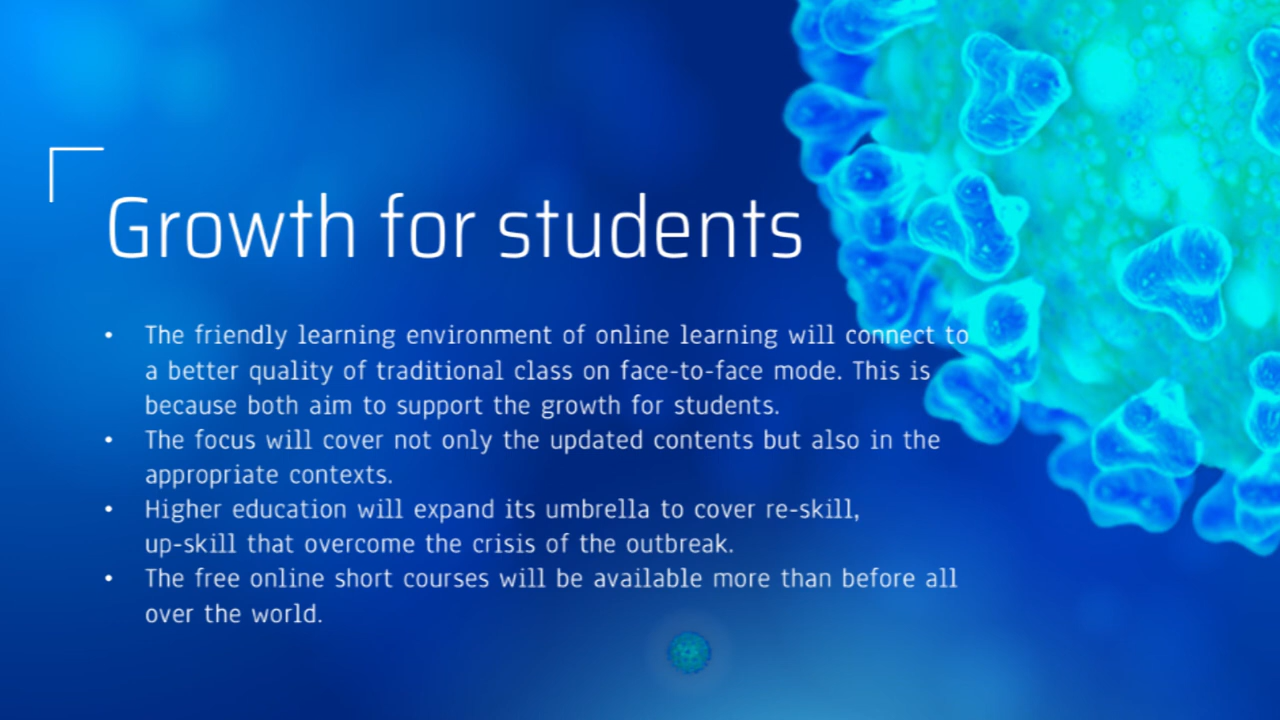 Growth for students
• The friendly learning environment of online learning will connect to
a better quality of traditional class on face-to-face mode. This is
because both aim to support the growth for students.
• The focus will cover not only the updated contents but also in the
appropriate contexts.
• Higher education will expand its umbrella to cover re-skill,
up-skill that overcome the crisis of the outbreak.
• The free online short courses will be available more than before all
over the world.